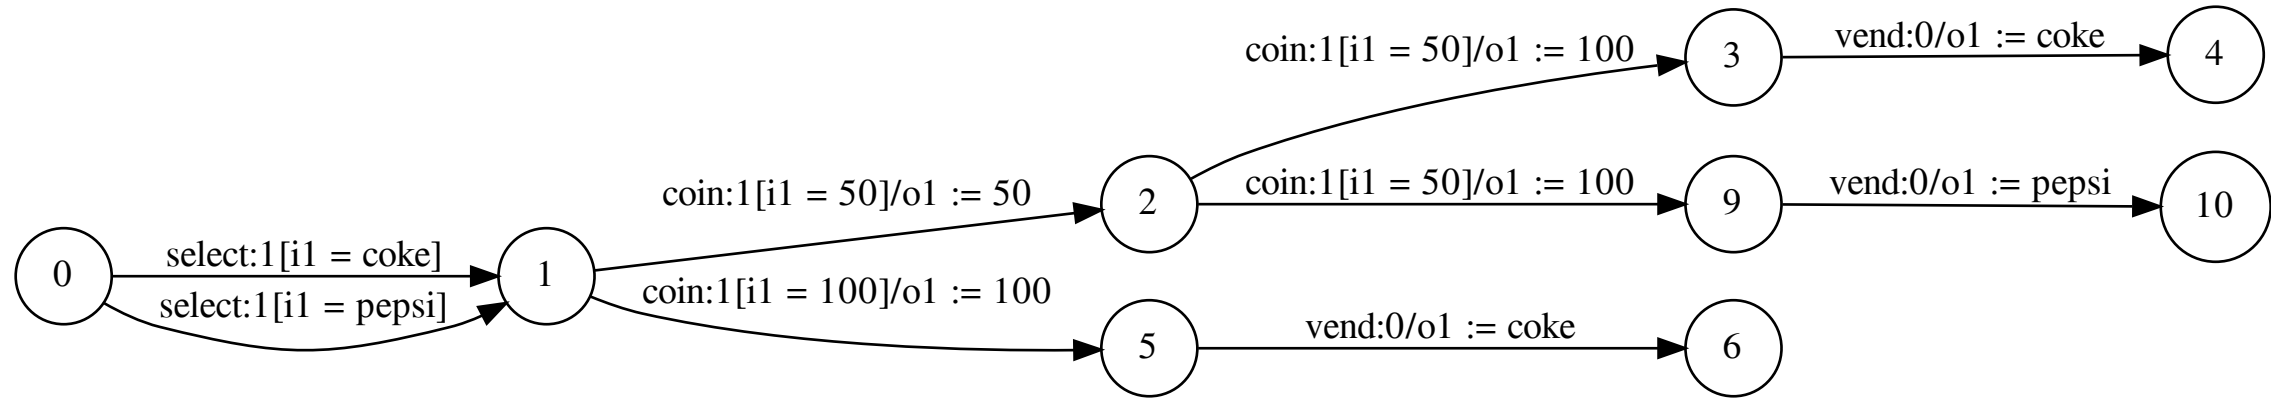 coin:1[i1 = 50]/o1 := 100
3
vend:0/o1 := coke
4
coin:1[i1 = 50]/o1 := 50
2
coin:1[i1 = 50]/o1 := 100
9
vend:0/o1 := pepsi
10
0
select:1[i1 = coke]
select:1[i1 = pepsi]
1
coin:1[i1 = 100]/o1 := 100
5
vend:0/o1 := coke
6